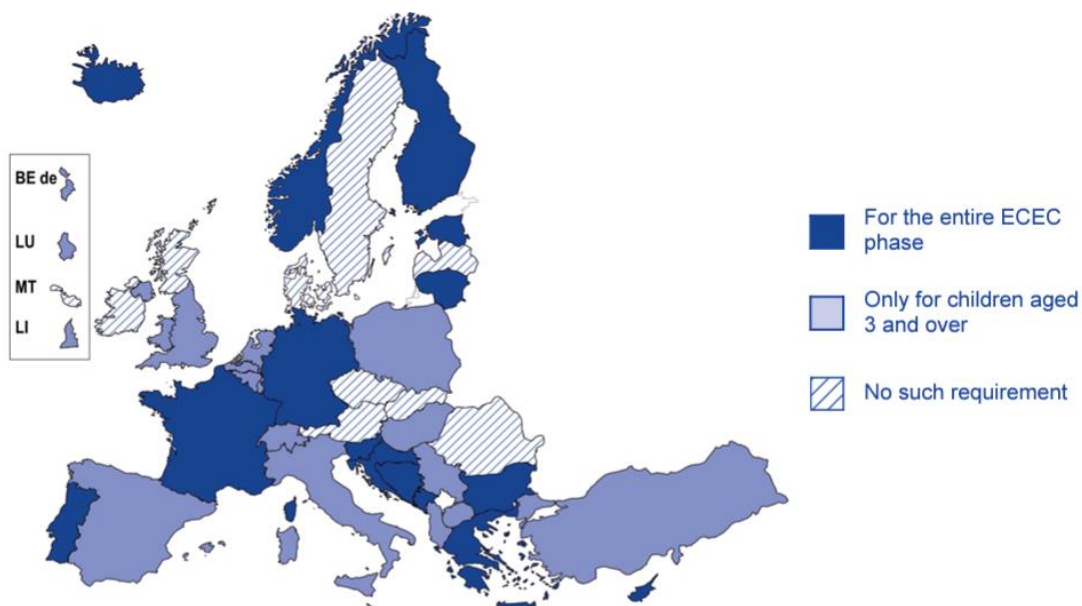 BE de
LU
MT
LI
For the entire ECEC
phase
Only for children aged
3 and over
No such requirement